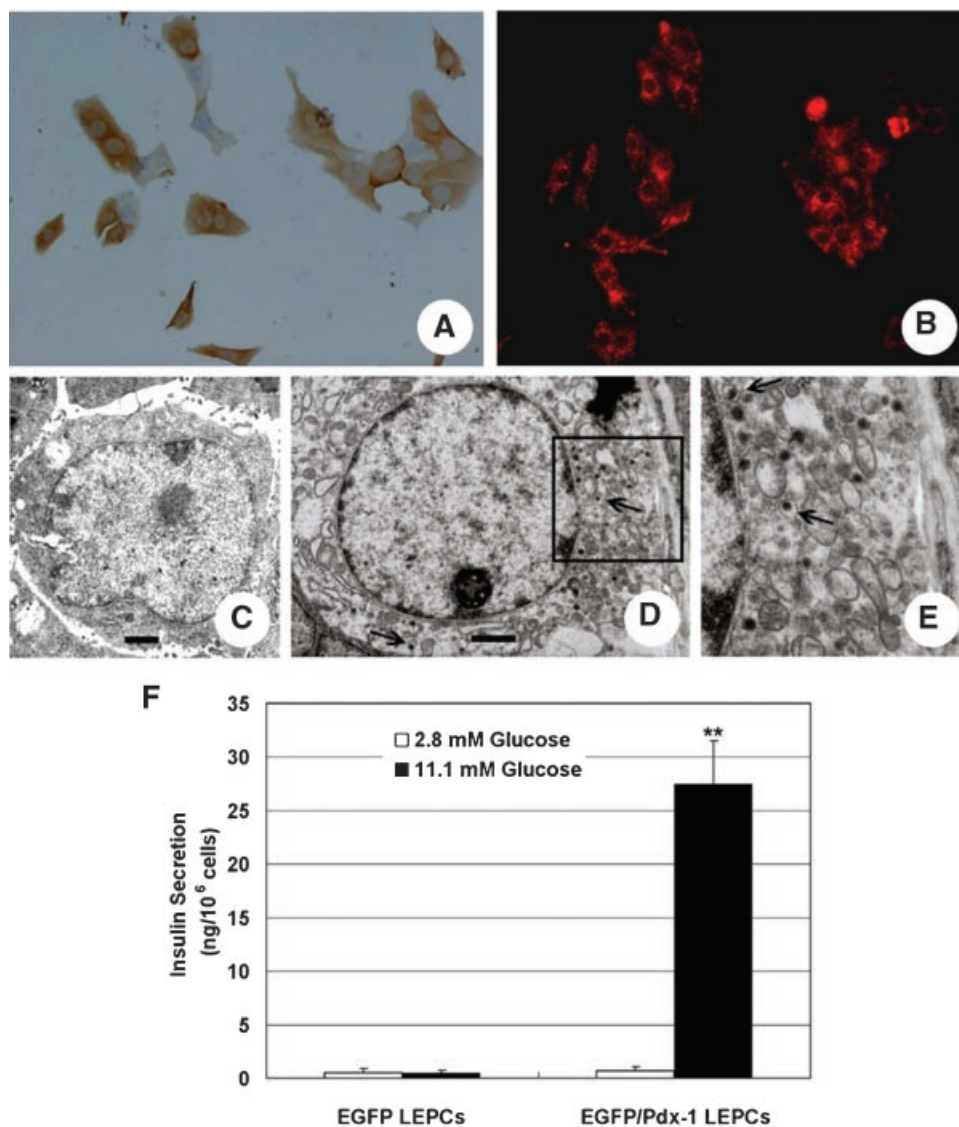 A
B
C
D
E
F
35
30
25
20
15
10
5
0
Insulin Secretion
(ng/10⁶ cells)
2.8 mM Glucose
11.1 mM Glucose
**
EGFP LEPCs
EGFP/Pdx-1 LEPCs